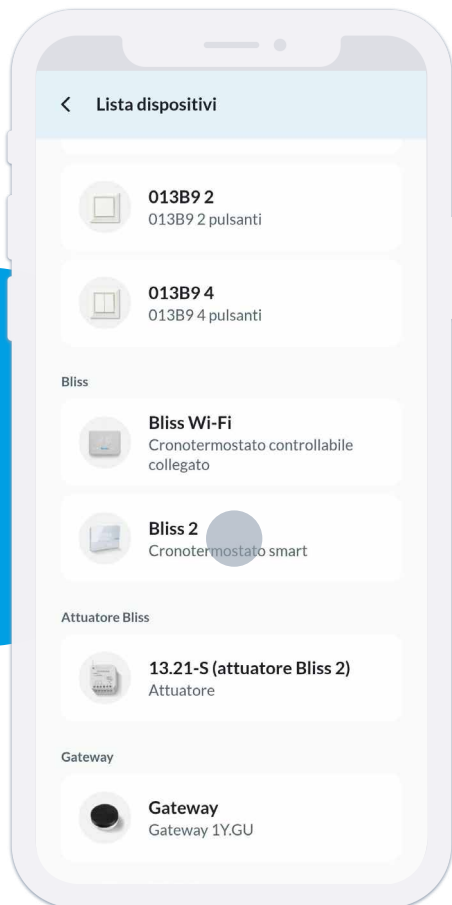 Lista dispositivi
013B9 2
013B9 2 pulsanti
013B9 4
013B9 4 pulsanti
Bliss
Bliss Wi-Fi
Cronotermostato controllabile
collegato
Bliss 2
Cronotermostato smart
Attuatore Bliss
13.21-S (attuatore Bliss 2)
Attuatore
Gateway
Gateway
Gateway 1Y.GU